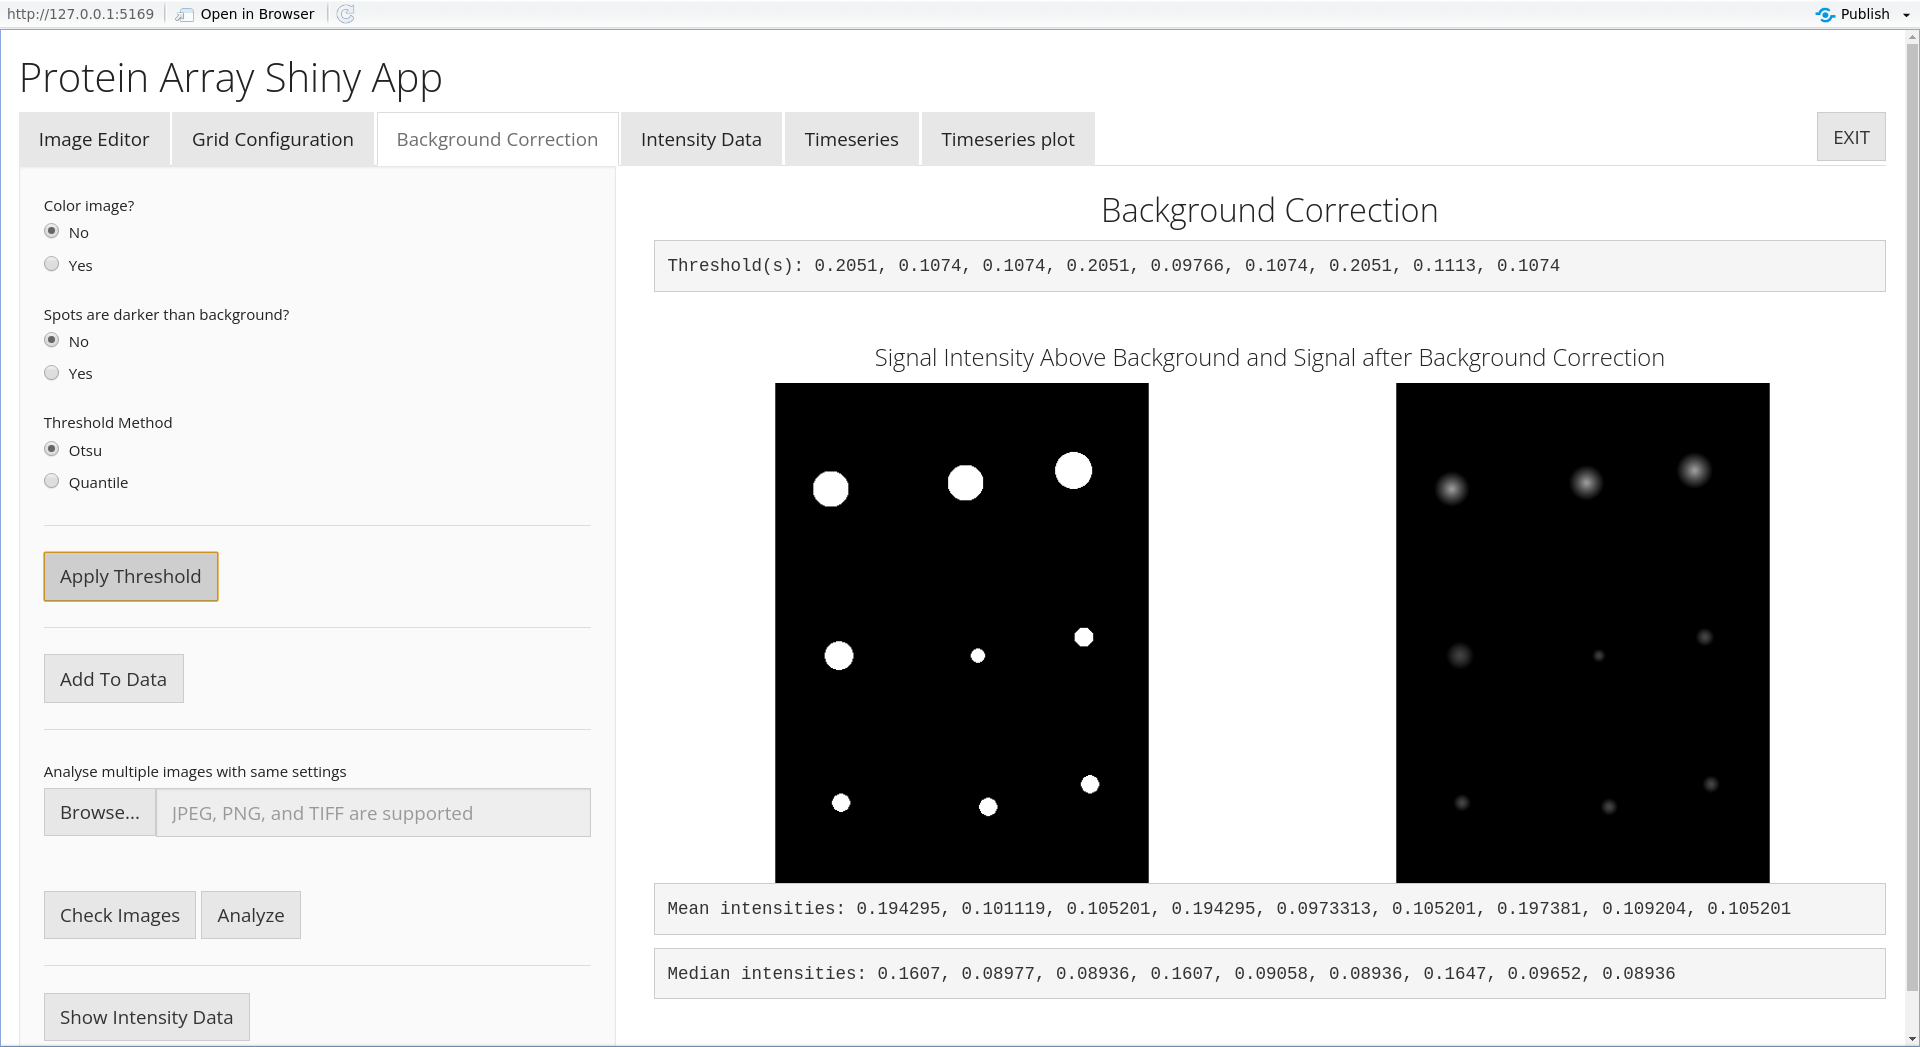 http://127.0.0.1:5169 Open in Browser Publish
Protein Array Shiny App
Image Editor Grid Configuration Background Correction Intensity Data Timeseries Timeseries plot EXIT
Color image?
No
Yes
Spots are darker than background?
No
Yes
Threshold Method
Otsu
Quantile
Apply Threshold
Add To Data
Analyse multiple images with same settings
Browse... JPEG, PNG, and TIFF are supported
Check Images Analyze
Show Intensity Data
Background Correction
Threshold(s): 0.2051, 0.1074, 0.1074, 0.2051, 0.09766, 0.1074, 0.2051, 0.1113, 0.1074
Signal Intensity Above Background and Signal after Background Correction
Mean intensities: 0.194295, 0.101119, 0.105201, 0.194295, 0.0973313, 0.105201, 0.197381, 0.109204, 0.105201
Median intensities: 0.1607, 0.08977, 0.08936, 0.1607, 0.09058, 0.08936, 0.1647, 0.09652, 0.08936